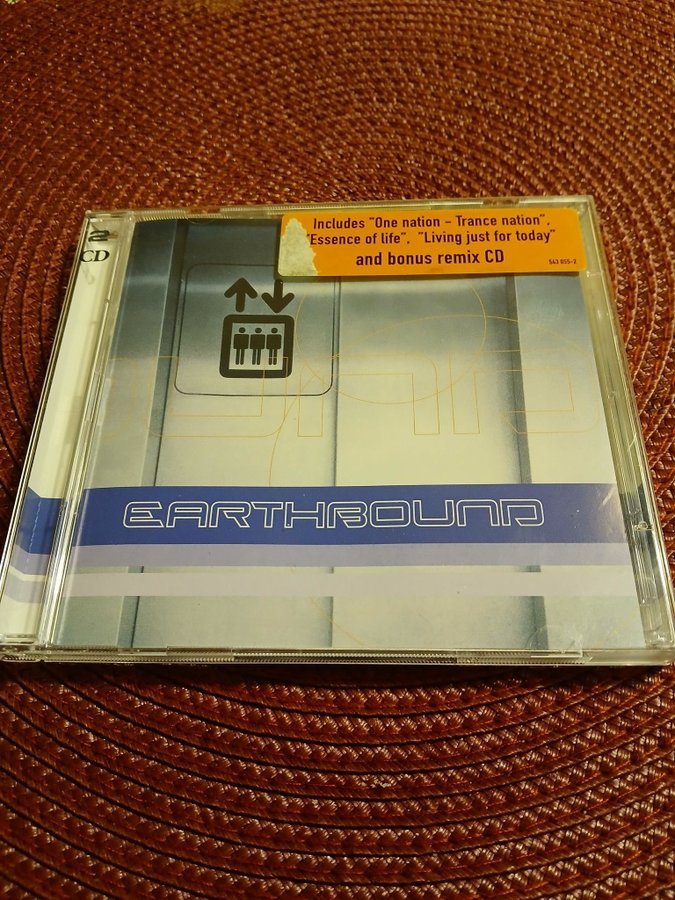 2
CD
Includes "One nation - Trance nation",
"Essence of life", "Living just for today"
and bonus remix CD
543 055-2
EARTHBOUND